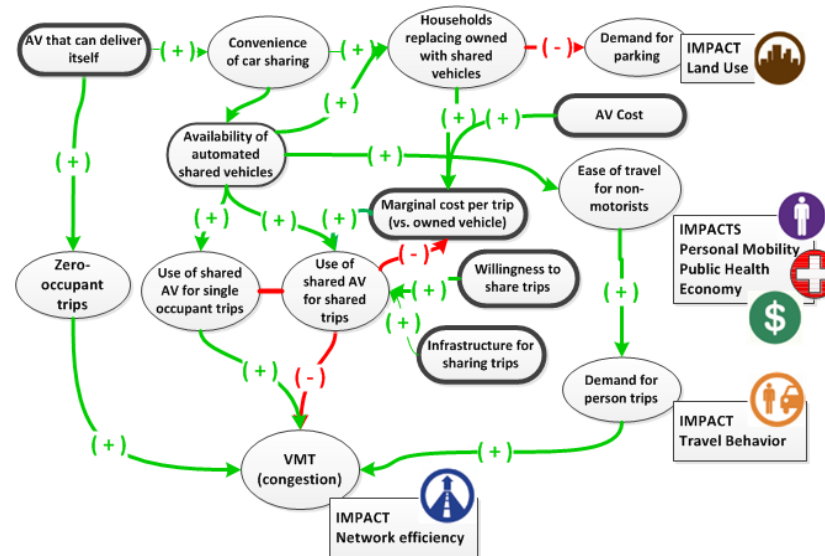 AV that can deliver
itself
(+)
Convenience
of car sharing
(+)
Households
replacing owned
with shared
vehicles
(-)
Demand for
parking
IMPACT
Land Use
(+)
(+)
(+)
AV Cost
Availability of
automated
shared vehicles
(+)
(+)
Ease of travel
for non-
motorists
(+)
(+)
(+)
Marginal cost per trip
(vs. owned vehicle)
IMPACTS
Personal Mobility
Public Health
Economy
$
(-)
Zero-
occupant
trips
Use of shared
AV for single
occupant trips
Use of
shared AV
for shared
trips
(+)
Willingness to
share trips
(+)
(+)
Infrastructure for
sharing trips
(+)
(-)
Demand for
person trips
IMPACT
Travel Behavior
(+)
(+)
VMT
(congestion)
IMPACT
Network efficiency